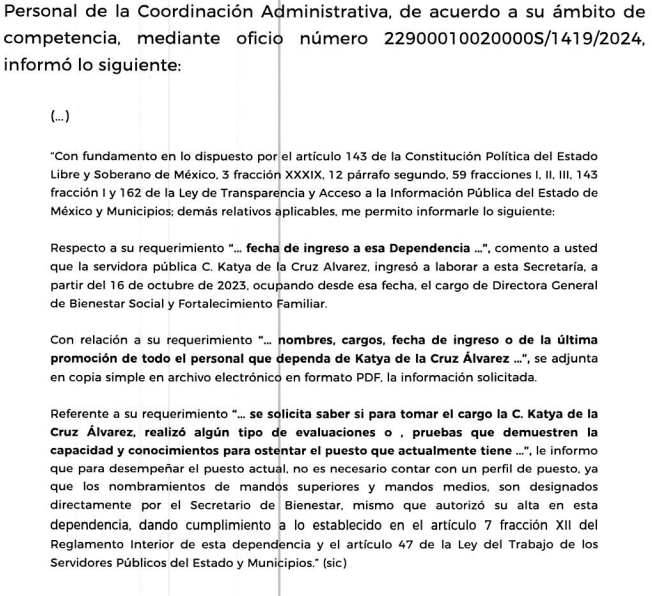 Personal de la Coordinación Administrativa, de acuerdo a su ámbito de
competencia, mediante oficio número 22900010020000S/1419/2024,
informó lo siguiente:
(...)
“Con fundamento en lo dispuesto por el artículo 143 de la Constitución Política del Estado
Libre y Soberano de México, 3 fracción XXXIX, 12 párrafo segundo, 59 fracciones I, II, III, 143
fracción I y 162 de la Ley de Transparencia y Acceso a la Información Pública del Estado de
México y Municipios; demás relativos aplicables, me permito informarle lo siguiente:
Respecto a su requerimiento “... fecha de ingreso a esa Dependencia ...”, comento a usted
que la servidora pública C. Katya de la Cruz Alvarez, ingresó a laborar a esta Secretaría, a
partir del 16 de octubre de 2023, ocupando desde esa fecha, el cargo de Directora General
de Bienestar Social y Fortalecimiento Familiar.
Con relación a su requerimiento “... nombres, cargos, fecha de ingreso o de la última
promoción de todo el personal que dependa de Katya de la Cruz Álvarez ...”, se adjunta
en copia simple en archivo electrónico en formato PDF, la información solicitada.
Referente a su requerimiento “... se solicita saber si para tomar el cargo la C. Katya de la
Cruz Álvarez, realizó algún tipo de evaluaciones o , pruebas que demuestren la
capacidad y conocimientos para ostentar el puesto que actualmente tiene ...”, le informo
que para desempeñar el puesto actual, no es necesario contar con un perfil de puesto, ya
que los nombramientos de mandos superiores y mandos medios, son designados
directamente por el Secretario de Bienestar, mismo que autorizó su alta en esta
dependencia, dando cumplimiento a lo establecido en el artículo 7 fracción XII del
Reglamento Interior de esta dependencia y el artículo 47 de la Ley del Trabajo de los
Servidores Públicos del Estado y Municipios.” (sic)